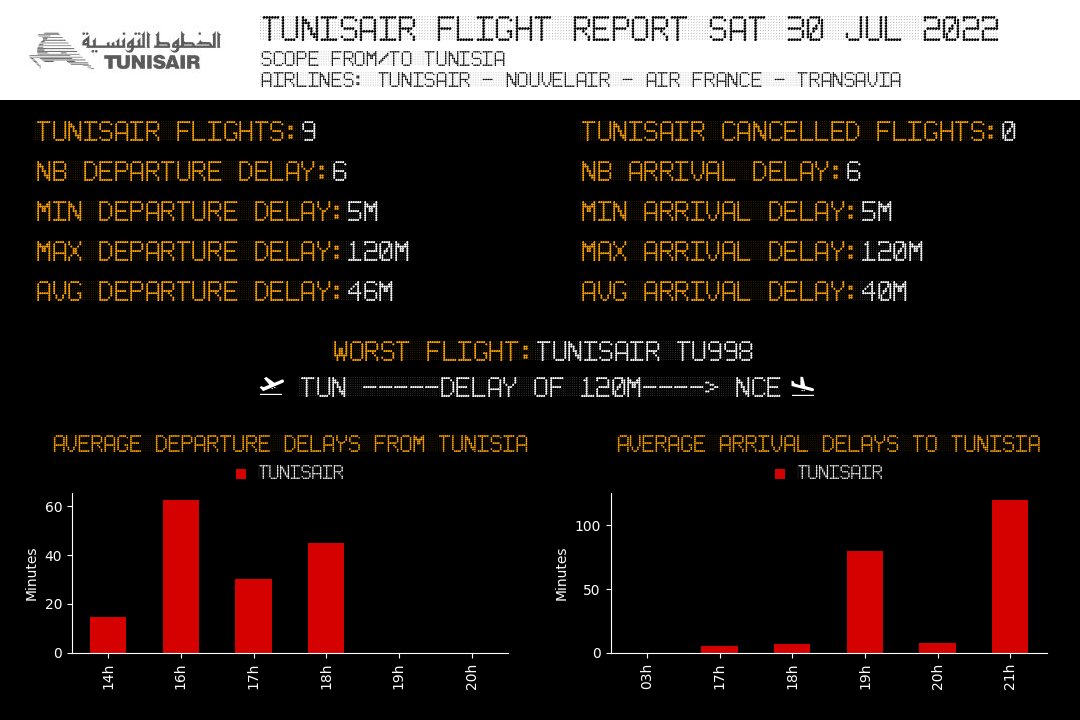 الخطوط التونسية
TUNISAIR
TUNISAIR FLIGHT REPORT SAT 30 JUL 2022
SCOPE FROM/TO TUNISIA
AIRLINES: TUNISAIR - NOUVELAIR - AIR FRANCE - TRANSAVIA
TUNISAIR FLIGHTS:9
TUNISAIR CANCELLED FLIGHTS:0
NB DEPARTURE DELAY:6
NB ARRIVAL DELAY:6
MIN DEPARTURE DELAY:5M
MIN ARRIVAL DELAY:5M
MAX DEPARTURE DELAY:120M
MAX ARRIVAL DELAY:120M
AVG DEPARTURE DELAY:46M
AVG ARRIVAL DELAY:40M
WORST FLIGHT:TUNISAIR TU998
TUN -----DELAY OF 120M----> NCE
AVERAGE DEPARTURE DELAYS FROM TUNISIA
TUNISAIR
Minutes
60
40
20
0
14h 16h 17h 18h 19h 20h
AVERAGE ARRIVAL DELAYS TO TUNISIA
TUNISAIR
Minutes
100
50
0
03h 17h 18h 19h 20h 21h